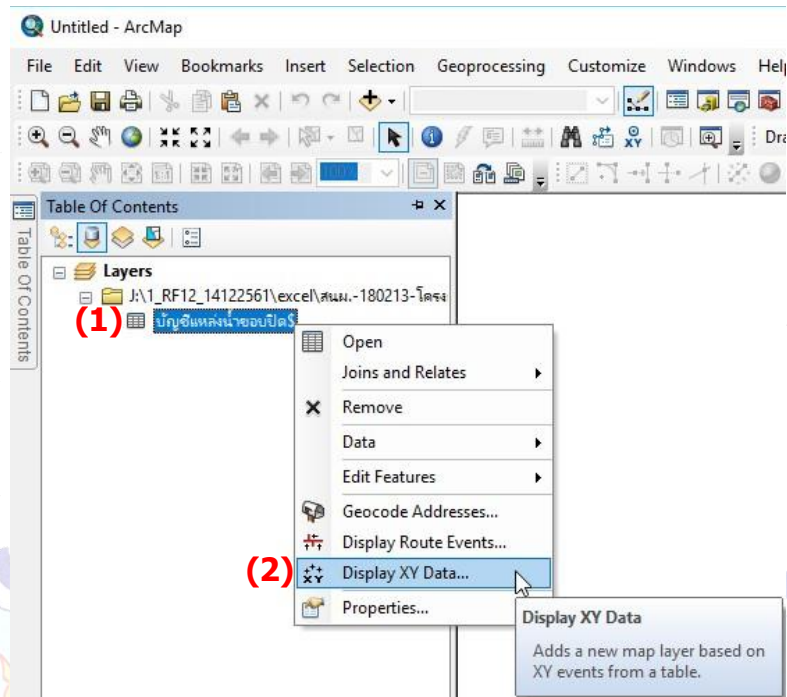 Untitled - ArcMap
File Edit View Bookmarks Insert Selection Geoprocessing Customize Windows Help
Dra
Table Of Contents
Table Of Contents
Layers
J:\1_RF12_14122561\excel\สนผ.-180213-โครง
(1) บัญชีแหล่งน้ำขอบปิด$
Open
Joins and Relates
Remove
Data
Edit Features
Geocode Addresses...
Display Route Events...
(2) Display XY Data...
Properties...
Display XY Data
Adds a new map layer based on
XY events from a table.